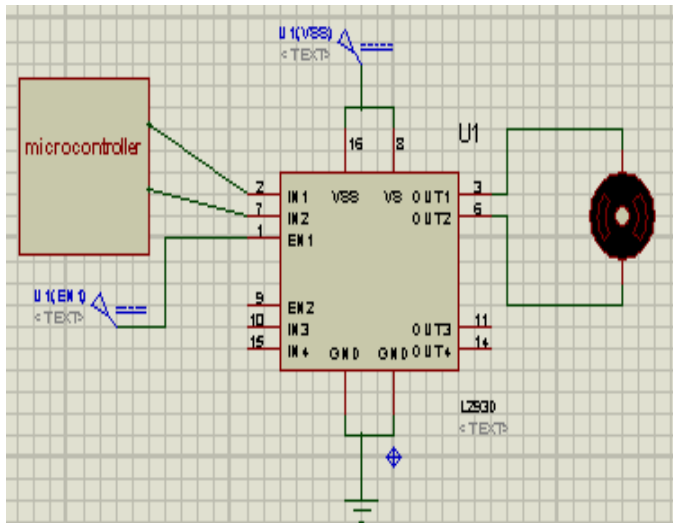 U1(VSS)
<TEXT>
microcontroller
16 8
U1
2 IN1 VSS VS OUT1 3
7 IN2 OUT2 6
1 EN1
U1(EN1)
<TEXT>
9 EN2
10 IN3 OUT3 11
15 IN4 GND GND OUT4 14
L293D
<TEXT>